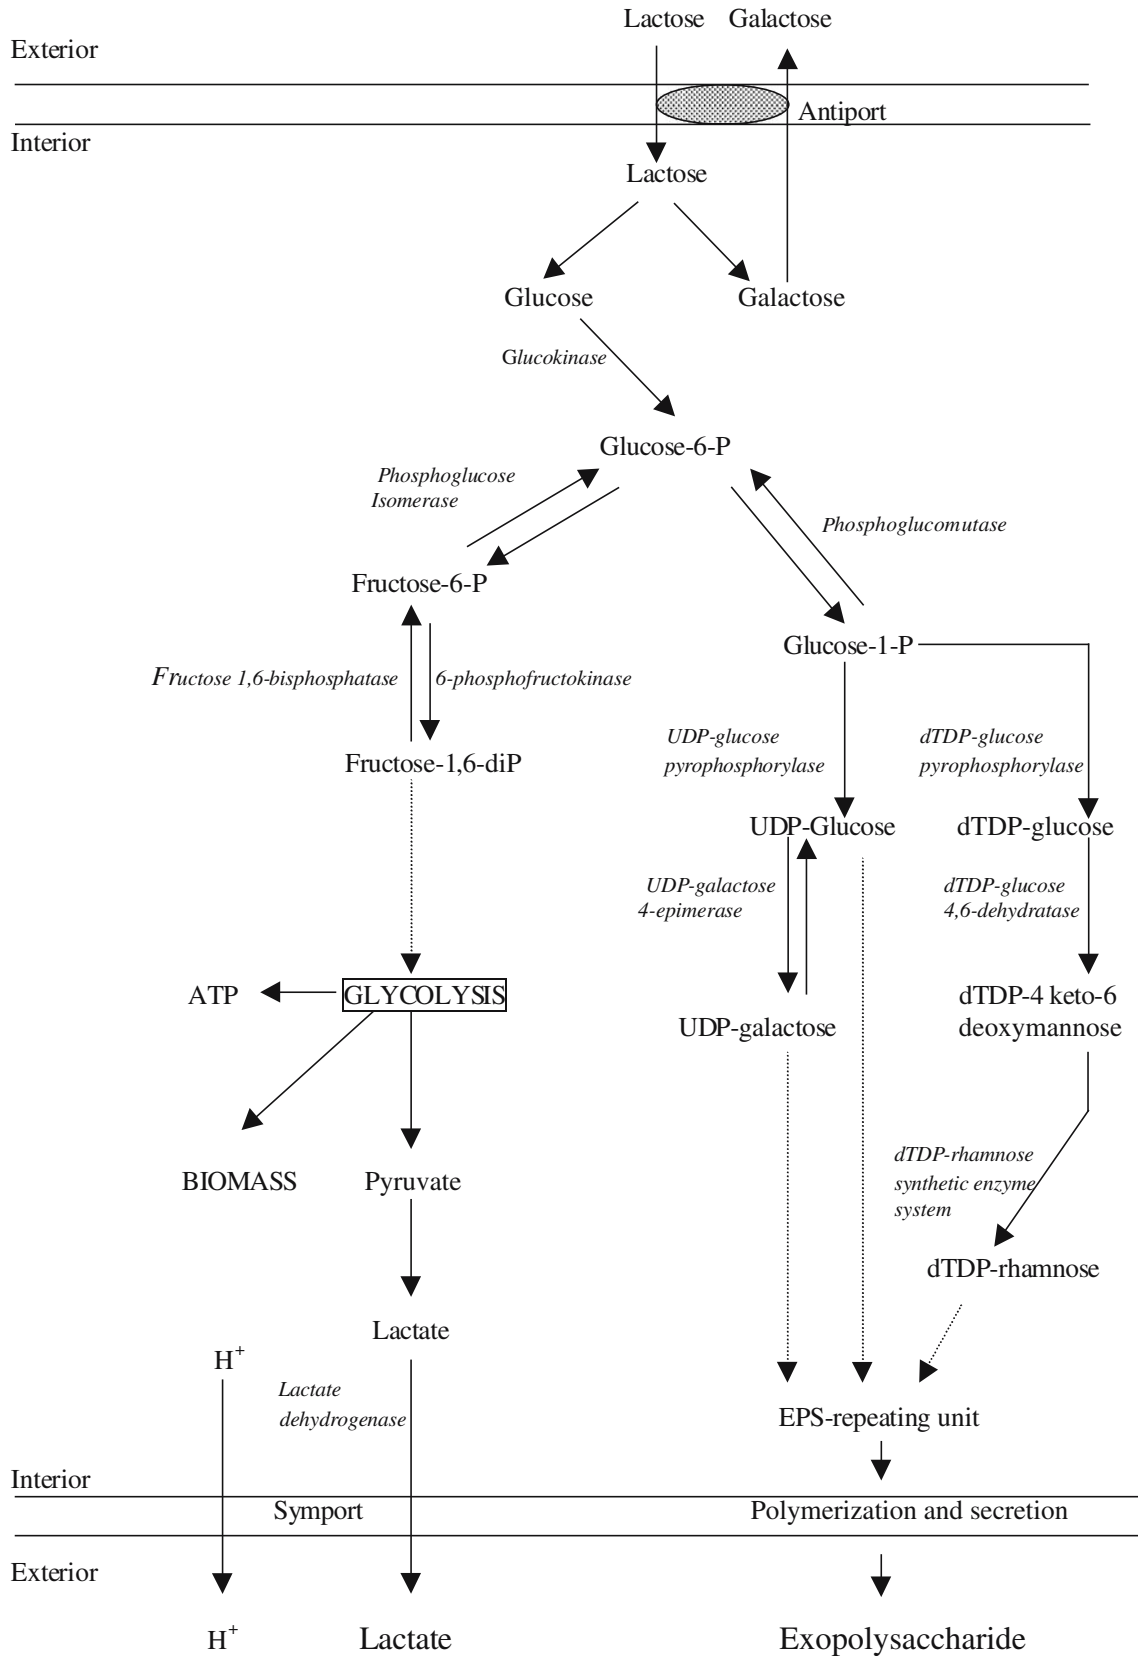 Lactose Galactose
Exterior
Antiport
Interior
Lactose
Glucose Galactose
Glucokinase
Glucose-6-P
Phosphoglucose
Isomerase
Phosphoglucomutase
Fructose-6-P
Glucose-1-P
Fructose 1,6-bisphosphatase 6-phosphofructokinase
UDP-glucose
pyrophosphorylase
dTDP-glucose
pyrophosphorylase
Fructose-1,6-diP
UDP-Glucose dTDP-glucose
UDP-galactose
4-epimerase
dTDP-glucose
4,6-dehydratase
ATP GLYCOLYSIS
dTDP-4 keto-6
deoxymannose
UDP-galactose
BIOMASS Pyruvate
dTDP-rhamnose
synthetic enzyme
system
dTDP-rhamnose
Lactate
H+
Lactate
dehydrogenase
EPS-repeating unit
Interior
Symport Polymerization and secretion
Exterior
H+ Lactate Exopolysaccharide